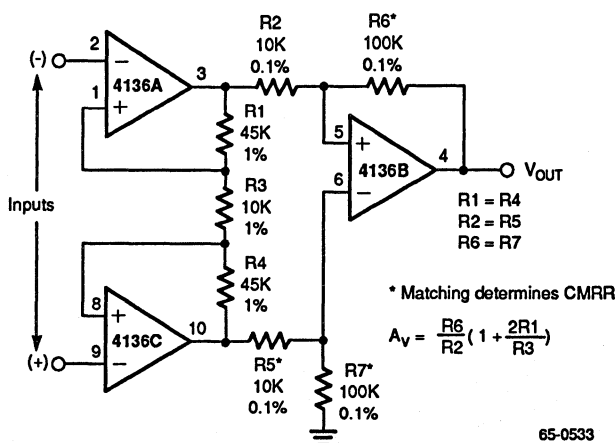 R2
10K
0.1%
R6*
100K
0.1%
(-)
2
−
1
+
4136A
3
R1
45K
1%
5
+
4136B
6
−
4
VOUT
R1 = R4
R2 = R5
R6 = R7
Inputs
R3
10K
1%
R4
45K
1%
8
+
4136C
10
(+)
9
−
R5*
10K
0.1%
R7*
100K
0.1%
* Matching determines CMRR
AV = R6/R2 (1 + 2R1/R3)
65-0533